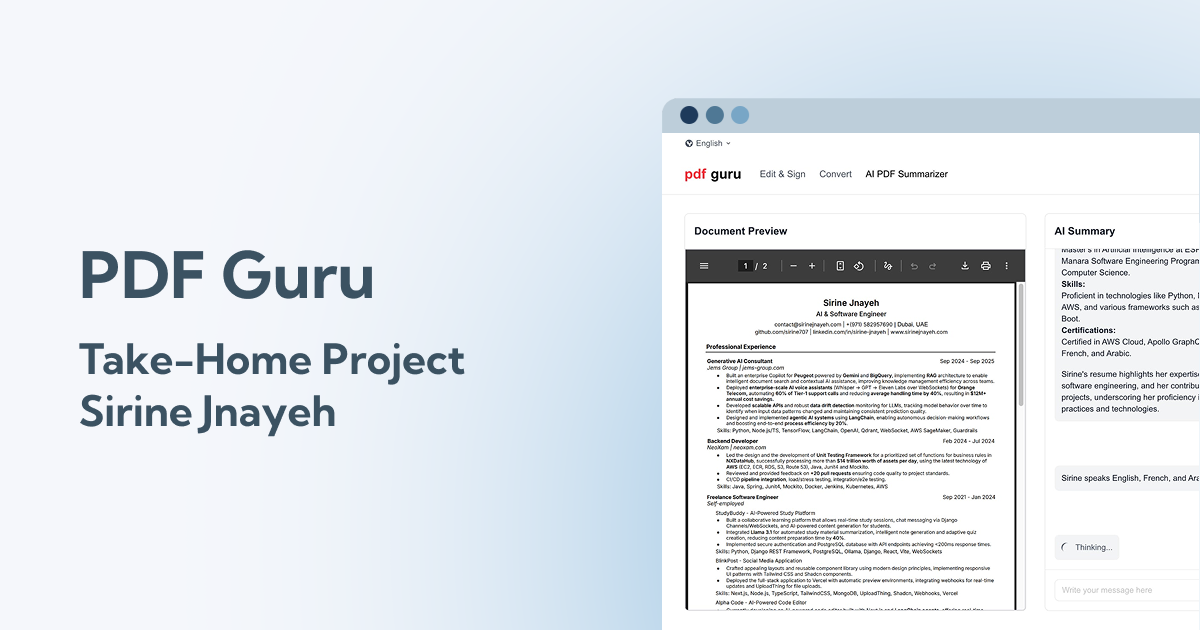 PDF Guru
Take-Home Project
Sirine Jnayeh
English
pdf guru
Edit & Sign
Convert
AI PDF Summarizer
Document Preview
1 / 2
Sirine Jnayeh
AI & Software Engineer
contact@sirinejnayeh.com | +(971) 582957690 | Dubai, UAE
github.com/sirine707 | linkedin.com/in/sirine-jnayeh | www.sirinejnayeh.com
Professional Experience
Generative AI Consultant
Sep 2024 - Sep 2025
Jems Group | jems-group.com
Built an enterprise Copilot for Peugeot powered by Gemini and BigQuery, implementing RAG architecture to enable
intelligent document search and contextual AI assistance, improving knowledge management efficiency across teams.
Deployed enterprise-scale AI voice assistants (Whisper → GPT → Eleven Labs over WebSockets) for Orange
Telecom, automating 60% of Tier-1 support calls and reducing average handling time by 40%, resulting in $12M+
annual cost savings.
Developed scalable APIs and robust data drift detection monitoring for LLMs, tracking model behavior over time to
identify when input data patterns changed and maintaining consistent prediction quality.
Designed and implemented agentic AI systems using LangChain, enabling autonomous decision-making workflows
and boosting end-to-end process efficiency by 20%.
Skills: Python, Node.js/TS, TensorFlow, LangChain, OpenAI, Qdrant, WebSocket, AWS SageMaker, Guardrails
Backend Developer
Feb 2024 - Jul 2024
NeoXam | neoxam.com
Led the design and the development of Unit Testing Framework for a prioritized set of functions for business rules in
NXDataHub, successfully processing more than $14 trillion worth of assets per day, using the latest technology of
AWS (EC2, ECR, RDS, S3, Route 53), Java, Junit4 and Mockito.
Reviewed and provided feedback on +20 pull requests ensuring code quality to project standards.
CI/CD pipeline integration, load/stress testing, integration/e2e testing.
Skills: Java, Spring, Junit4, Mockito, Docker, Jenkins, Kubernetes, AWS
Freelance Software Engineer
Sep 2021 - Jan 2024
Self-employed
StudyBuddy - AI-Powered Study Platform
Built a collaborative learning platform that allows real-time study sessions, chat messaging via Django
Channels/WebSockets, and AI-powered content generation for students.
Integrated Llama 3.1 for automated study material summarization, intelligent note generation and adaptive quiz
creation, reducing content preparation time by 40%.
Implemented secure authentication and PostgreSQL database with API endpoints achieving <200ms response times.
Skills: Python, Django REST Framework, PostgreSQL, Ollama, Django, React, Vite, WebSockets
BlinkPost - Social Media Application
Crafted appealing layouts and reusable component library using modern design principles, implementing responsive
UI patterns with Tailwind CSS and Shadcn components.
Deployed the full-stack application to Vercel with automatic preview environments, integrating webhooks for real-time
updates and UploadThing for file uploads.
Skills: Next.js, Node.js, TypeScript, TailwindCSS, MongoDB, UploadThing, Shadcn, Webhooks, Vercel
Alpha Code - AI-Powered Code Editor
AI Summary
Master's in Artificial Intelligence at
Manara Software Engineering
Computer Science.
Skills:
Proficient in technologies like Python,
AWS, and various frameworks such as
Boot.
Certifications:
Certified in AWS Cloud, Apollo
French, and Arabic.
Sirine's resume highlights her
software engineering, and her
projects, underscoring her proficiency
practices and technologies.
Sirine speaks English, French, and
Thinking...
Write your message here